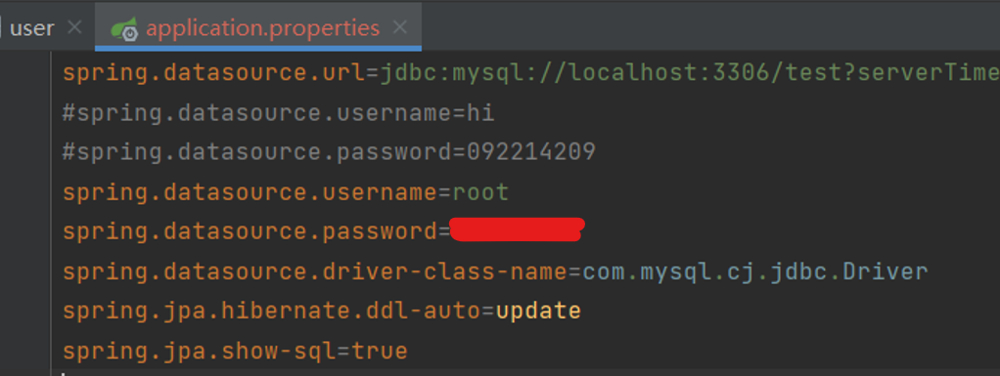 user
application.properties
spring.datasource.url=jdbc:mysql://localhost:3306/test?serverTime
#spring.datasource.username=hi
#spring.datasource.password=092214209
spring.datasource.username=root
spring.datasource.password=
spring.datasource.driver-class-name=com.mysql.cj.jdbc.Driver
spring.jpa.hibernate.ddl-auto=update
spring.jpa.show-sql=true